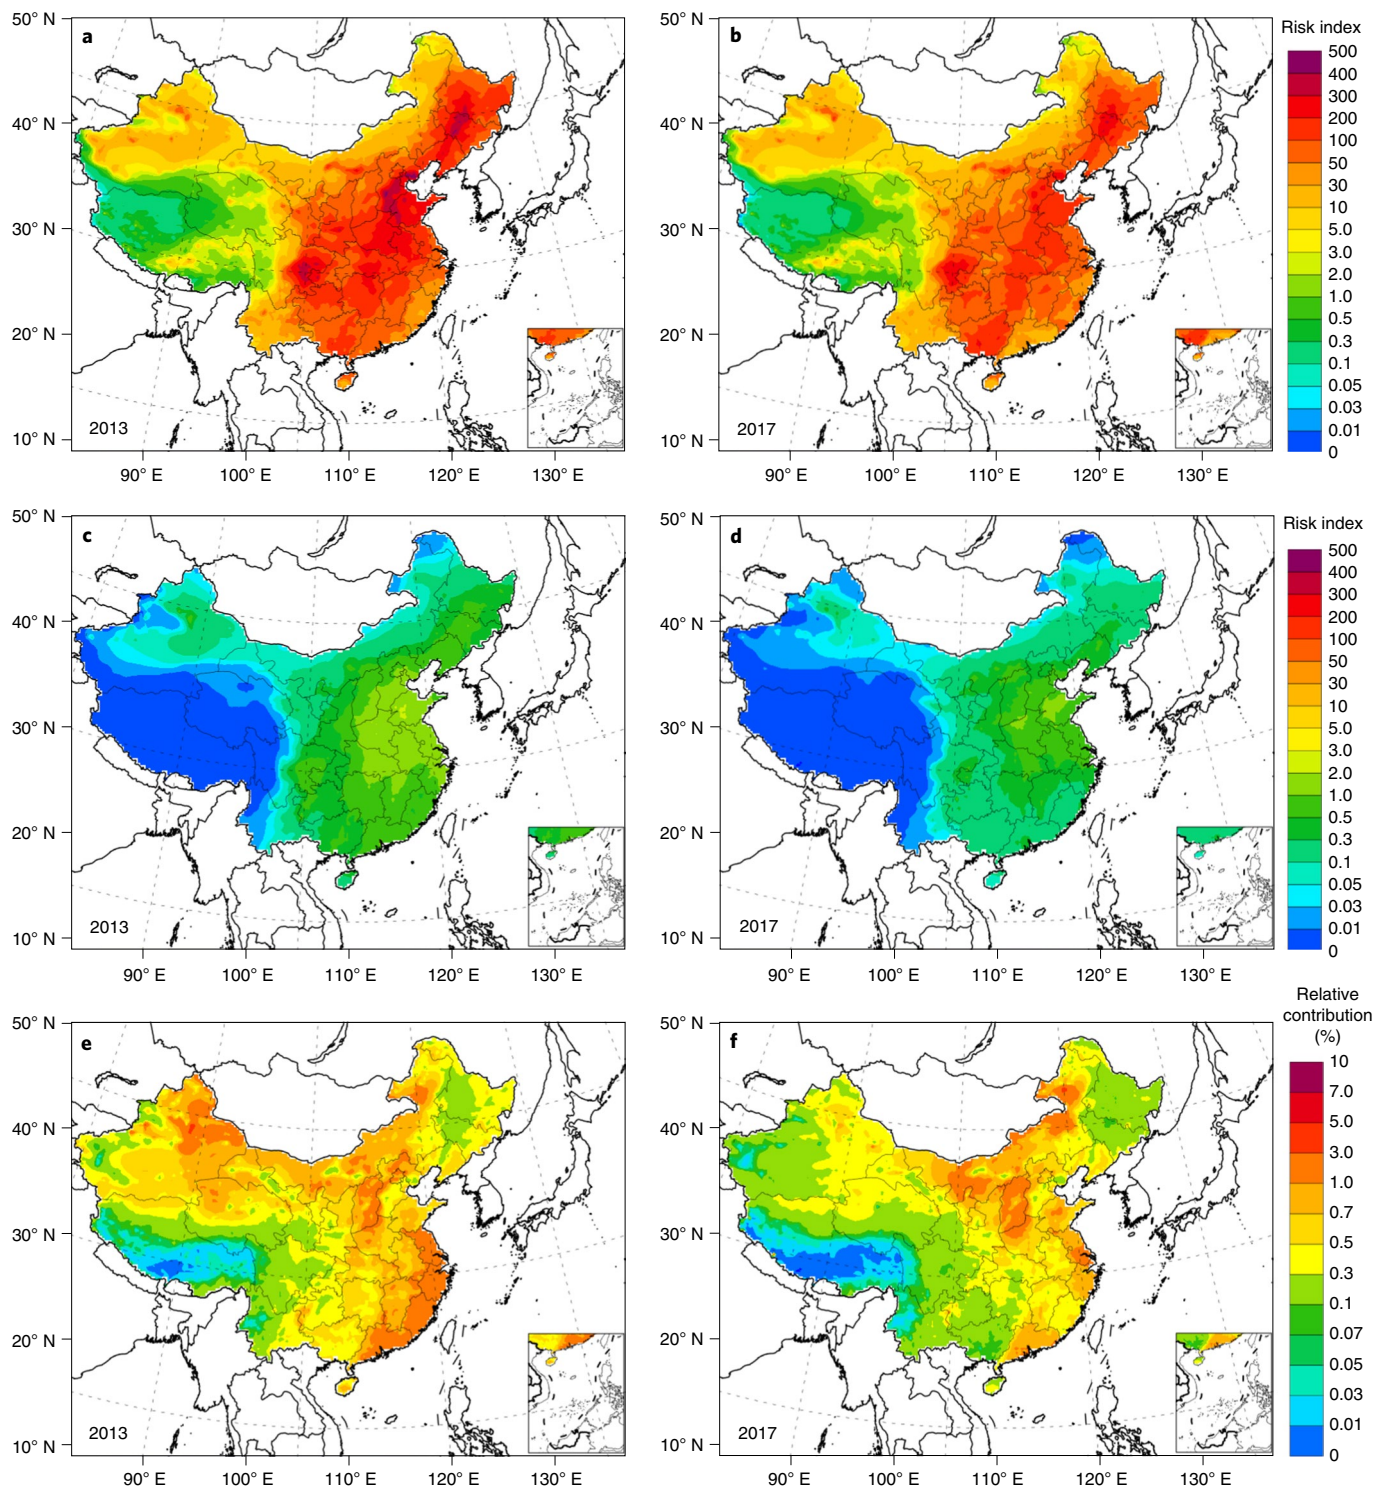 50° N
40° N
30° N
20° N
10° N
a
2013
90° E
100° E
110° E
120° E
130° E
50° N
40° N
30° N
20° N
10° N
b
2017
90° E
100° E
110° E
120° E
130° E
Risk index
500
400
300
200
100
50
30
10
5.0
3.0
2.0
1.0
0.5
0.3
0.1
0.05
0.03
0.01
0
50° N
40° N
30° N
20° N
10° N
c
2013
90° E
100° E
110° E
120° E
130° E
50° N
40° N
30° N
20° N
10° N
d
2017
90° E
100° E
110° E
120° E
130° E
Risk index
500
400
300
200
100
50
30
10
5.0
3.0
2.0
1.0
0.5
0.3
0.1
0.05
0.03
0.01
0
50° N
40° N
30° N
20° N
10° N
e
2013
90° E
100° E
110° E
120° E
130° E
50° N
40° N
30° N
20° N
10° N
f
2017
90° E
100° E
110° E
120° E
130° E
Relative
contribution
(%)
10
7.0
5.0
3.0
1.0
0.7
0.5
0.3
0.1
0.07
0.05
0.03
0.01
0